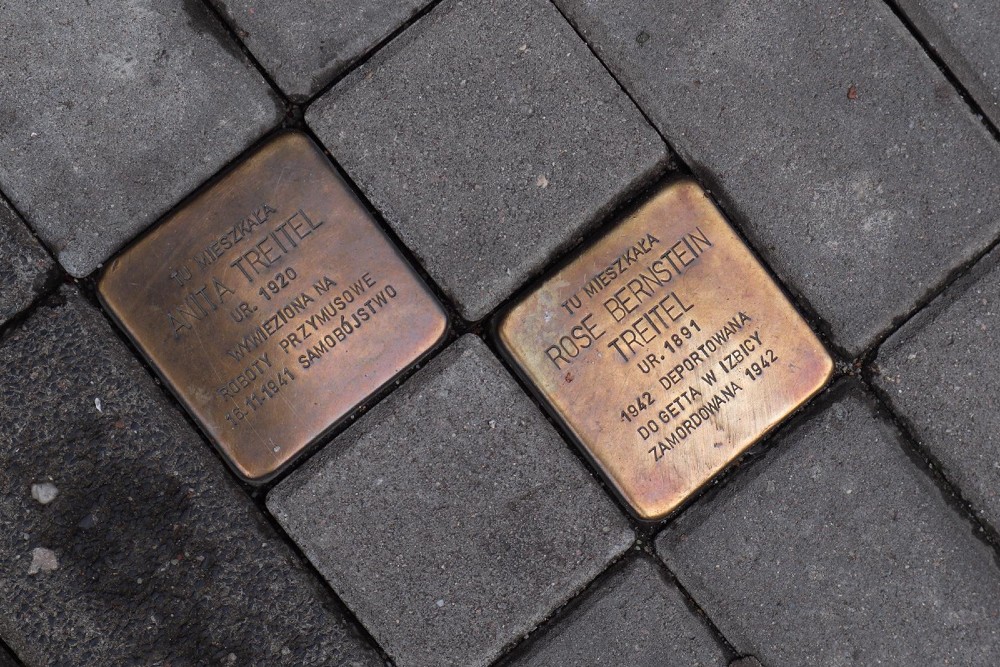 TU MIESZKAŁA
ANITA TREITEL
UR. 1920
WYWIEZIONA NA
ROBOTY PRZYMUSOWE
16.11.1941 SAMOBÓJSTWO
TU MIESZKAŁA
ROSE BERNSTEIN
TREITEL
UR. 1891
1942 DEPORTOWANA
DO GETTA W IZBICY
ZAMORDOWANA 1942